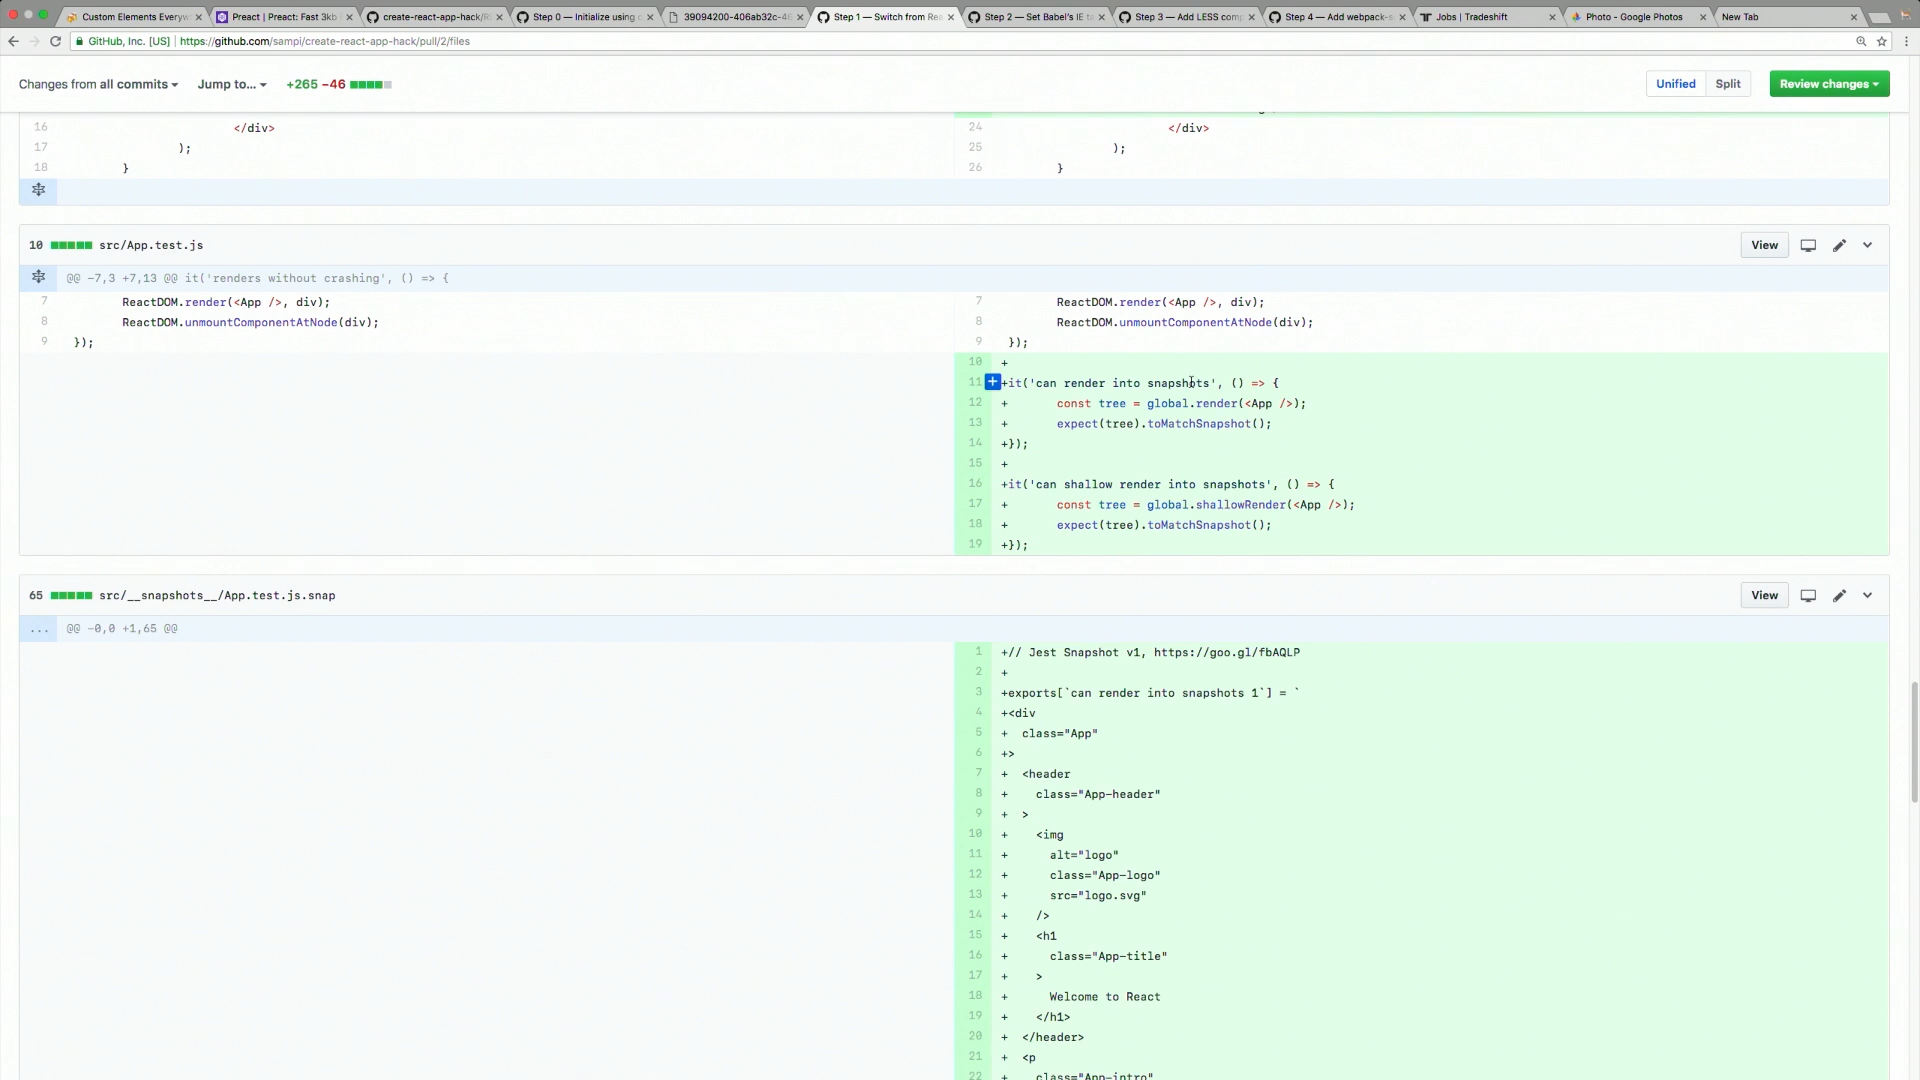 Custom Elements Everyw
Preact | Preact: Fast 3kb
create-react-app-hack/R
Step 0 — Initialize using c
39094200-406ab32c-46
Step 1 — Switch from Rea
Step 2 — Set Babel's IE ta
Step 3 — Add LESS comp
Step 4 — Add webpack-s
Jobs | Tradeshift
Photo - Google Photos
New Tab
GitHub, Inc. [US] | https://github.com/sampi/create-react-app-hack/pull/2/files
Changes from all commits
Jump to...
+265 −46
Unified
Split
Review changes
16 </div>
17 );
18 }
24 </div>
25 );
26 }
10 src/App.test.js
View
@@ -7,3 +7,13 @@ it('renders without crashing', () => {
7 ReactDOM.render(<App />, div);
8 ReactDOM.unmountComponentAtNode(div);
9 });
7 ReactDOM.render(<App />, div);
8 ReactDOM.unmountComponentAtNode(div);
9 });
10 +
11 +it('can render into snapshots', () => {
12 + const tree = global.render(<App />);
13 + expect(tree).toMatchSnapshot();
14 +});
15 +
16 +it('can shallow render into snapshots', () => {
17 + const tree = global.shallowRender(<App />);
18 + expect(tree).toMatchSnapshot();
19 +});
65 src/__snapshots__/App.test.js.snap
View
... @@ -0,0 +1,65 @@
1 +// Jest Snapshot v1, https://goo.gl/fbAQLP
2 +
3 +exports[`can render into snapshots 1`] = `
4 +<div
5 + class="App"
6 +>
7 + <header
8 + class="App-header"
9 + >
10 + <img
11 + alt="logo"
12 + class="App-logo"
13 + src="logo.svg"
14 + />
15 + <h1
16 + class="App-title"
17 + >
18 + Welcome to React
19 + </h1>
20 + </header>
21 + <p
22 + class="App-intro"